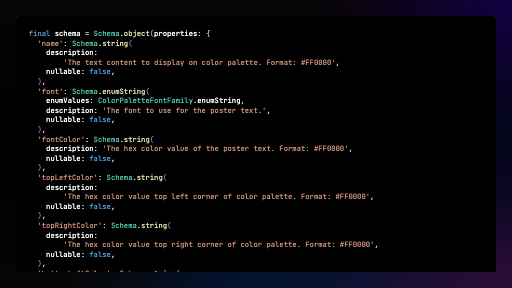 final schema = Schema.object(properties: {
'name': Schema.string(
description:
'The text content to display on color palette. Format: #FF0000',
nullable: false,
),
'font': Schema.enumString(
enumValues: ColorPaletteFontFamily.enumString,
description: 'The font to use for the poster text.',
nullable: false,
),
'fontColor': Schema.string(
description: 'The hex color value of the poster text. Format: #FF0000',
nullable: false,
),
'topLeftColor': Schema.string(
description:
'The hex color value top left corner of color palette. Format: #FF0000',
nullable: false,
),
'topRightColor': Schema.string(
description:
'The hex color value top right corner of color palette. Format: #FF0000',
nullable: false,
),